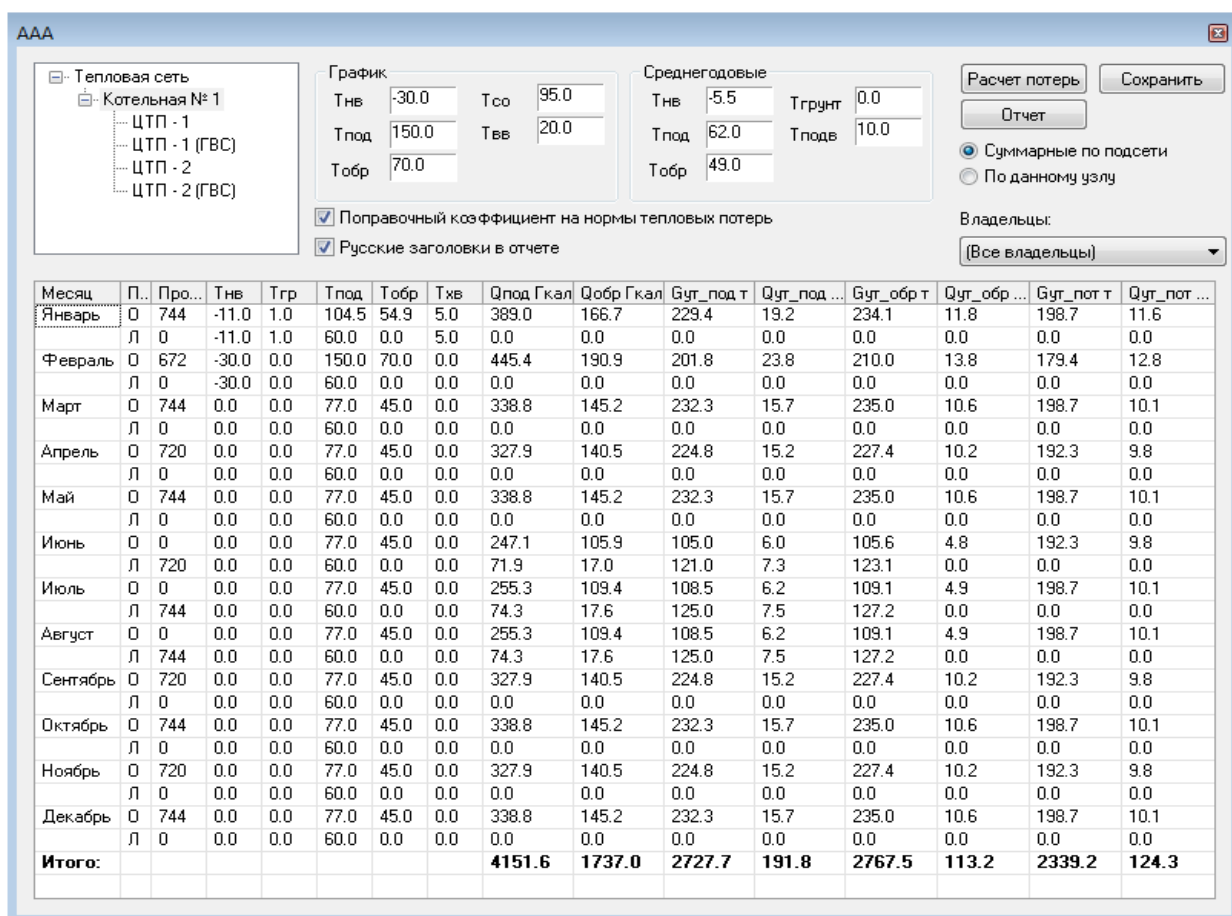 AAA
Тепловая сеть
Котельная № 1
ЦТП - 1
ЦТП - 1 (ГВС)
ЦТП - 2
ЦТП - 2 (ГВС)
График
Тнв -30.0 Тсо 95.0
Тпод 150.0 Твв 20.0
Тобр 70.0
Среднегодовые
Тнв -5.5 Тгрунт 0.0
Тпод 62.0 Тподв 10.0
Тобр 49.0
Расчет потерь Сохранить
Отчет
Суммарные по подсети
По данному узлу
Поправочный коэффициент на нормы тепловых потерь
Русские заголовки в отчете
Владельцы:
(Все владельцы)
Месяц П.. Про... Тнв Тгр Тпод Тобр Тхв Qпод Гкал Qобр Гкал Gут_под т Qут_под ... Gут_обр т Qут_обр ... Gут_пот т Qут_пот ...
Январь О 744 -11.0 1.0 104.5 54.9 5.0 389.0 166.7 229.4 19.2 234.1 11.8 198.7 11.6
Л 0 -11.0 1.0 60.0 0.0 5.0 0.0 0.0 0.0 0.0 0.0 0.0 0.0 0.0
Февраль О 672 -30.0 0.0 150.0 70.0 0.0 445.4 190.9 201.8 23.8 210.0 13.8 179.4 12.8
Л 0 -30.0 0.0 60.0 0.0 0.0 0.0 0.0 0.0 0.0 0.0 0.0 0.0 0.0
Март О 744 0.0 0.0 77.0 45.0 0.0 338.8 145.2 232.3 15.7 235.0 10.6 198.7 10.1
Л 0 0.0 0.0 60.0 0.0 0.0 0.0 0.0 0.0 0.0 0.0 0.0 0.0 0.0
Апрель О 720 0.0 0.0 77.0 45.0 0.0 327.9 140.5 224.8 15.2 227.4 10.2 192.3 9.8
Л 0 0.0 0.0 60.0 0.0 0.0 0.0 0.0 0.0 0.0 0.0 0.0 0.0 0.0
Май О 744 0.0 0.0 77.0 45.0 0.0 338.8 145.2 232.3 15.7 235.0 10.6 198.7 10.1
Л 0 0.0 0.0 60.0 0.0 0.0 0.0 0.0 0.0 0.0 0.0 0.0 0.0 0.0
Июнь О 0 0.0 0.0 77.0 45.0 0.0 247.1 105.9 105.0 6.0 105.6 4.8 192.3 9.8
Л 720 0.0 0.0 60.0 0.0 0.0 71.9 17.0 121.0 7.3 123.1 0.0 0.0 0.0
Июль О 0 0.0 0.0 77.0 45.0 0.0 255.3 109.4 108.5 6.2 109.1 4.9 198.7 10.1
Л 744 0.0 0.0 60.0 0.0 0.0 74.3 17.6 125.0 7.5 127.2 0.0 0.0 0.0
Август О 0 0.0 0.0 77.0 45.0 0.0 255.3 109.4 108.5 6.2 109.1 4.9 198.7 10.1
Л 744 0.0 0.0 60.0 0.0 0.0 74.3 17.6 125.0 7.5 127.2 0.0 0.0 0.0
Сентябрь О 720 0.0 0.0 77.0 45.0 0.0 327.9 140.5 224.8 15.2 227.4 10.2 192.3 9.8
Л 0 0.0 0.0 60.0 0.0 0.0 0.0 0.0 0.0 0.0 0.0 0.0 0.0 0.0
Октябрь О 744 0.0 0.0 77.0 45.0 0.0 338.8 145.2 232.3 15.7 235.0 10.6 198.7 10.1
Л 0 0.0 0.0 60.0 0.0 0.0 0.0 0.0 0.0 0.0 0.0 0.0 0.0 0.0
Ноябрь О 720 0.0 0.0 77.0 45.0 0.0 327.9 140.5 224.8 15.2 227.4 10.2 192.3 9.8
Л 0 0.0 0.0 60.0 0.0 0.0 0.0 0.0 0.0 0.0 0.0 0.0 0.0 0.0
Декабрь О 744 0.0 0.0 77.0 45.0 0.0 338.8 145.2 232.3 15.7 235.0 10.6 198.7 10.1
Л 0 0.0 0.0 60.0 0.0 0.0 0.0 0.0 0.0 0.0 0.0 0.0 0.0 0.0
Итого: 4151.6 1737.0 2727.7 191.8 2767.5 113.2 2339.2 124.3